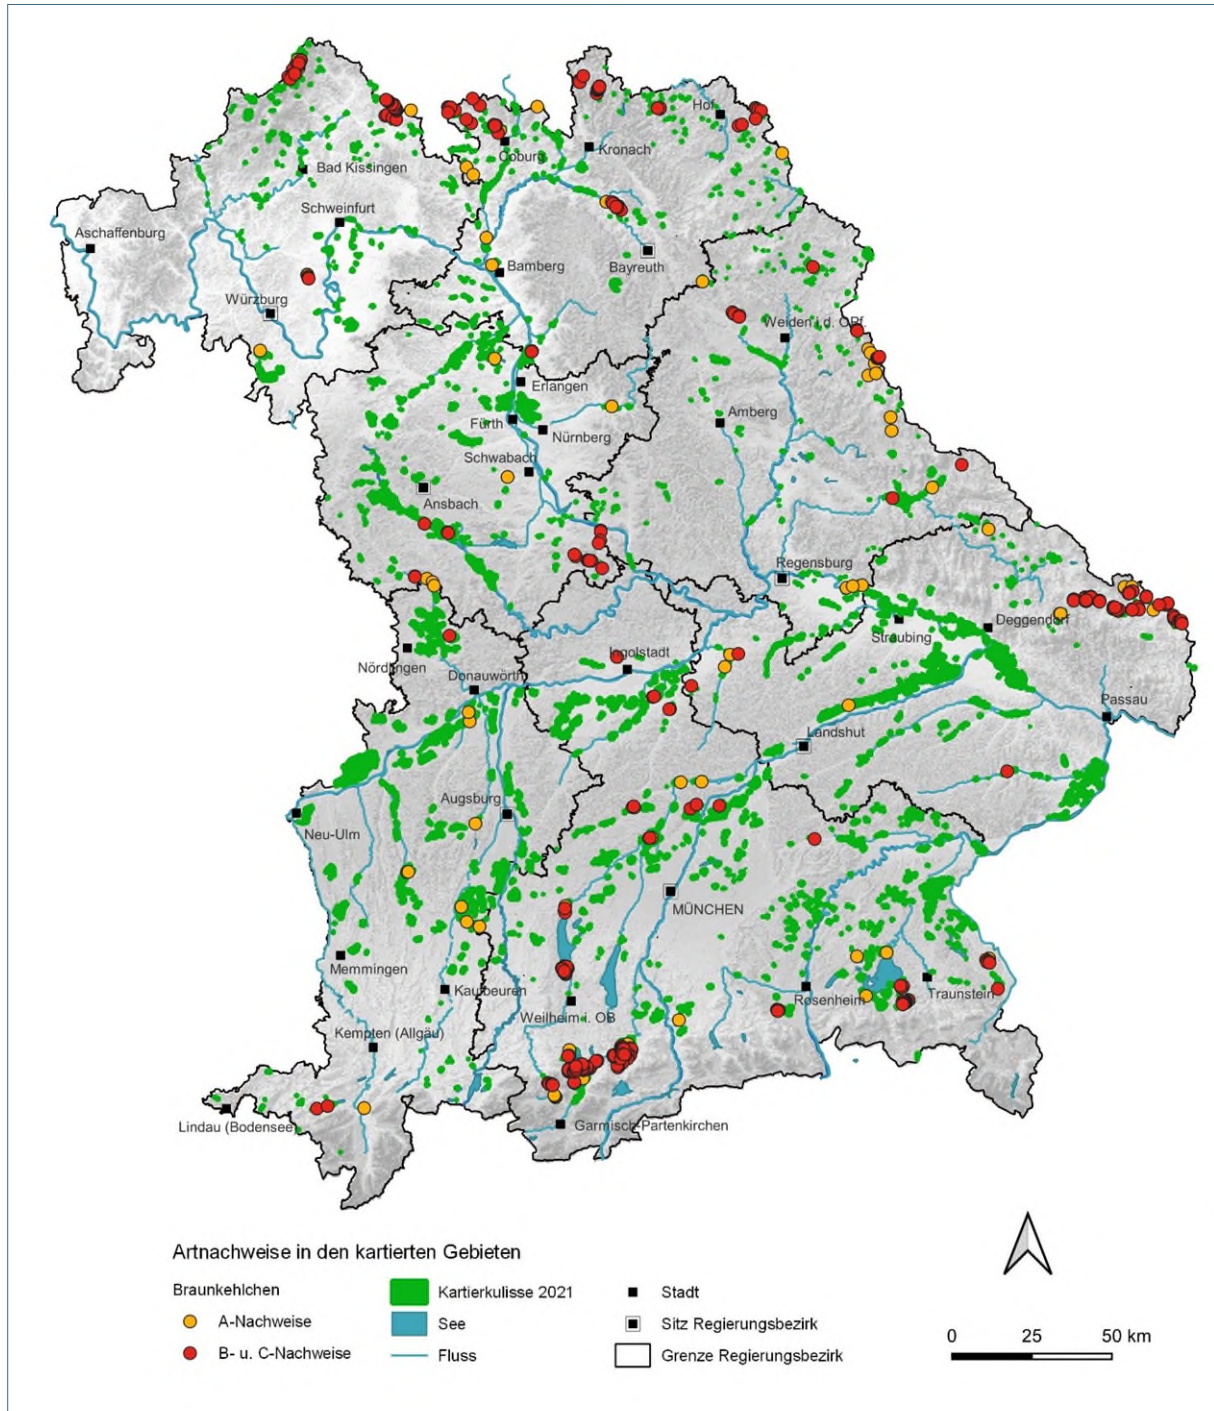 Hof
Coburg
Kronach
Bad Kissingen
Schweinfurt
Aschaffenburg
Bamberg
Bayreuth
Würzburg
Weiden i.d. OPf.
Erlangen
Amberg
Fürth
Nürnberg
Schwabach
Ansbach
Regensburg
Straubing
Deggendorf
Nördlingen
Ingolstadt
Donauwörth
Passau
Landshut
Augsburg
Neu-Ulm
MÜNCHEN
Memmingen
Kaufbeuren
Rosenheim
Traunstein
Weilheim i. OB
Kempten (Allgäu)
Lindau (Bodensee)
Garmisch-Partenkirchen
Artnachweise in den kartierten Gebieten
Braunkehlchen
A-Nachweise
B- u. C-Nachweise
Kartierkulisse 2021
See
Fluss
Stadt
Sitz Regierungsbezirk
Grenze Regierungsbezirk
0 25 50 km